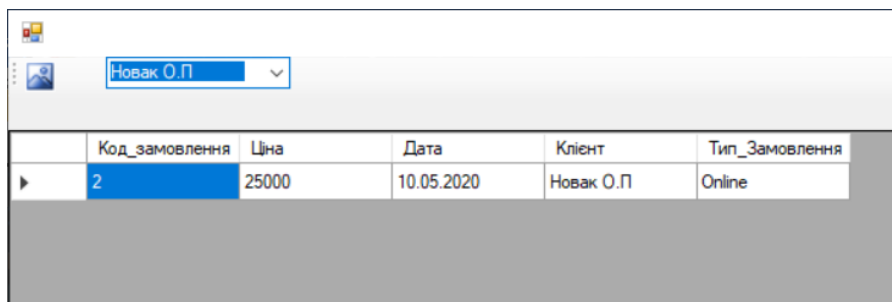 Новак О.П
Код_замовлення Ціна Дата Клієнт Тип_Замовлення
2 25000 10.05.2020 Новак О.П Online